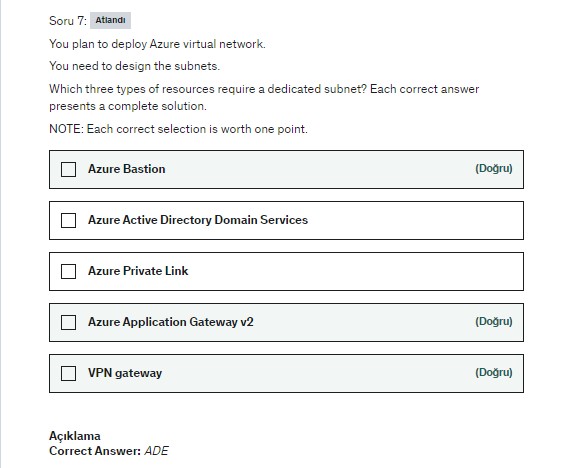 Soru 7: Atlandı
You plan to deploy Azure virtual network.
You need to design the subnets.
Which three types of resources require a dedicated subnet? Each correct answer
presents a complete solution.
NOTE: Each correct selection is worth one point.
Azure Bastion (Doğru)
Azure Active Directory Domain Services
Azure Private Link
Azure Application Gateway v2 (Doğru)
VPN gateway (Doğru)
Açıklama
Correct Answer: ADE